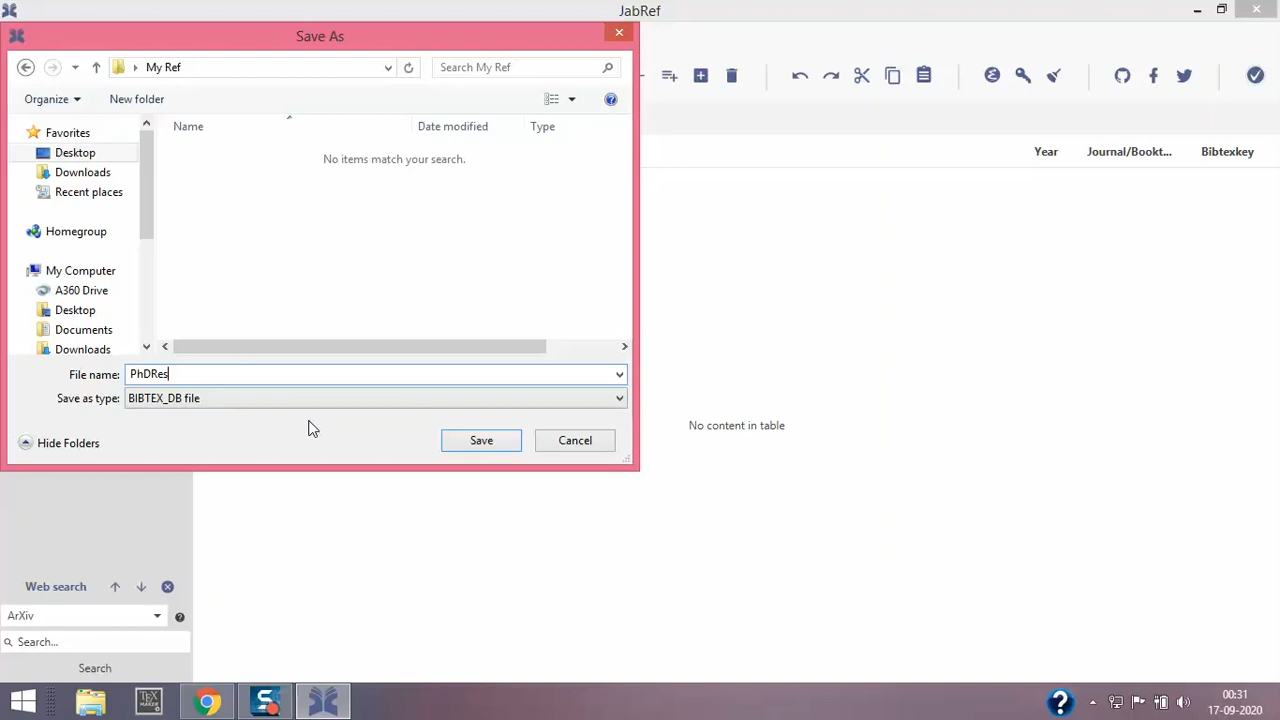 JabRef
Save As
My Ref
Search My Ref
Organize
New folder
Name
Date modified
Type
No items match your search.
Favorites
Desktop
Downloads
Recent places
Homegroup
My Computer
A360 Drive
Desktop
Documents
Downloads
File name: PhDRes
Save as type: BIBTEX_DB file
Hide Folders
Save
Cancel
Year
Journal/Bookt...
Bibtexkey
No content in table
Web search
ArXiv
Search...
Search
TEX
MAKER
00:31
17-09-2020